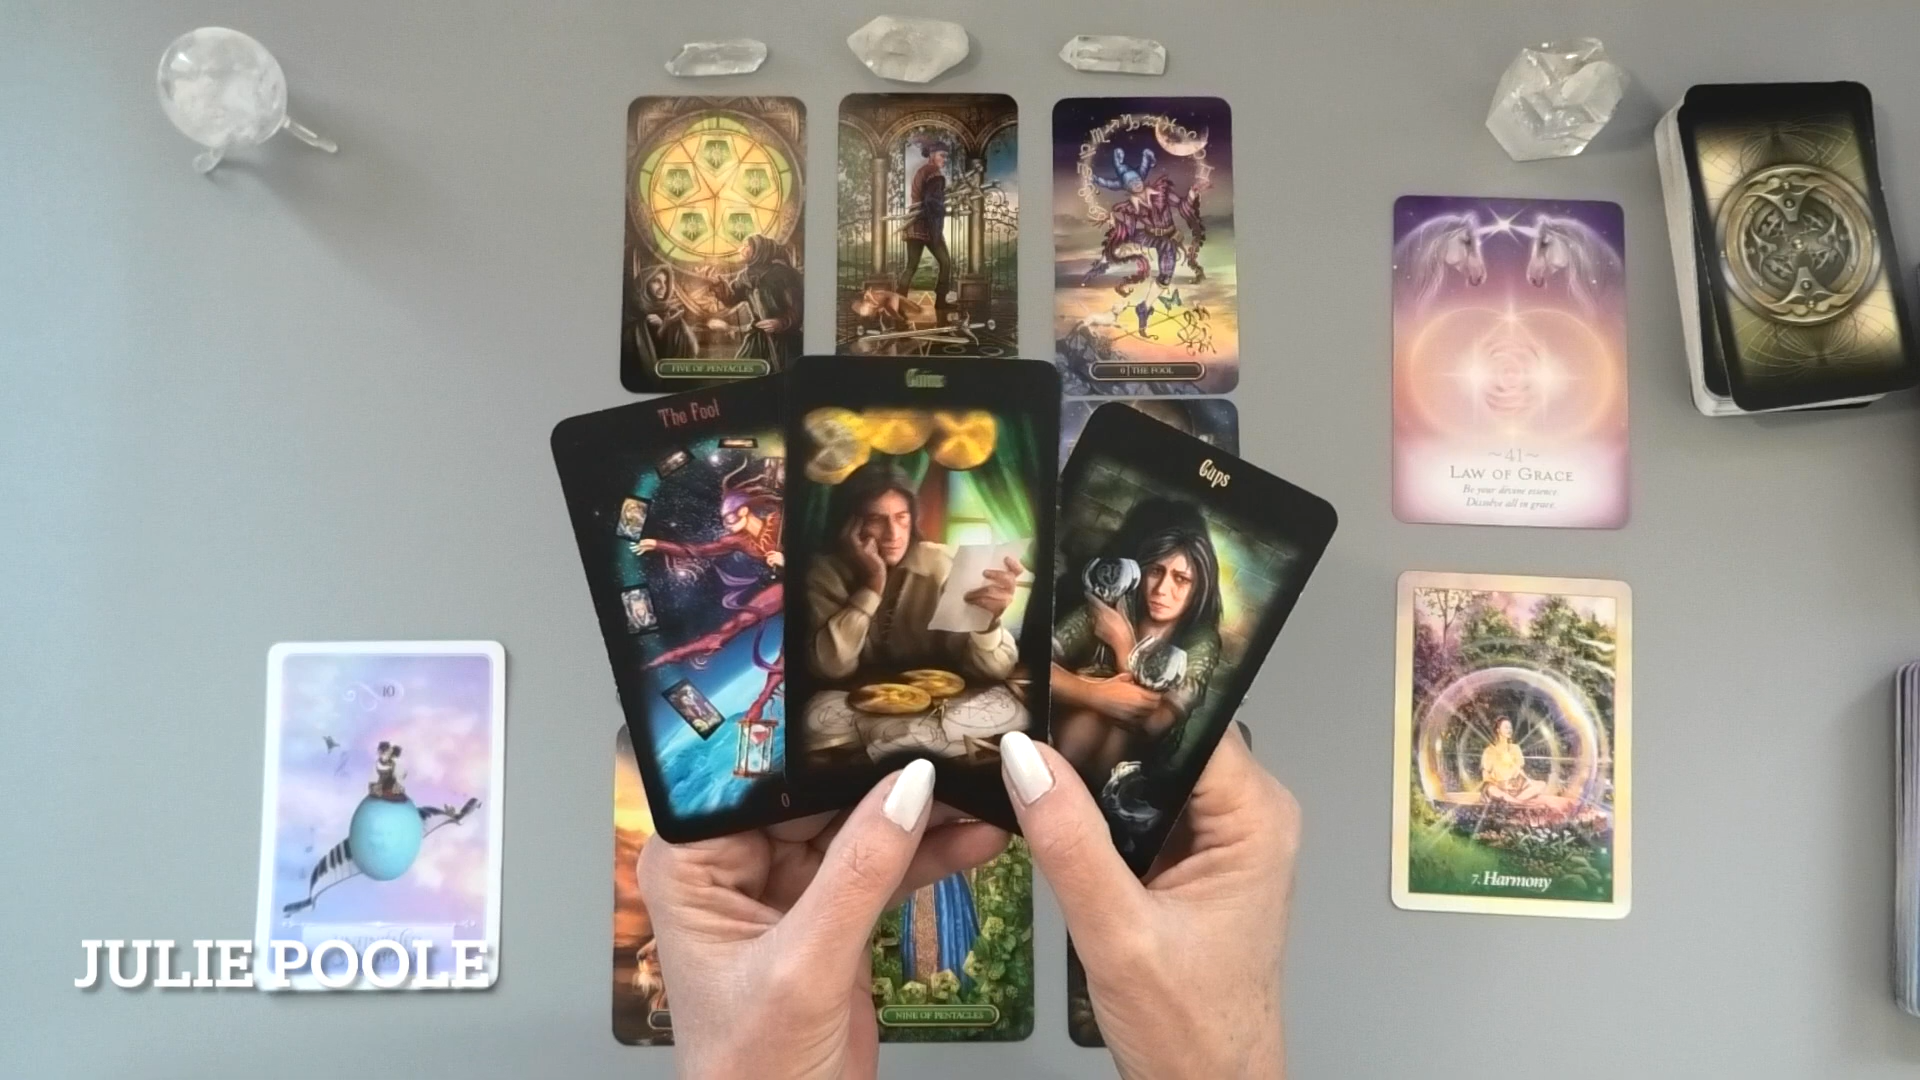 FIVE OF PENTACLES
0 | THE FOOL
The Fool
0
Coins
Cups
~41~
LAW OF GRACE
Be your divine essence.
Dissolve all in grace.
10
7. Harmony
NINE OF PENTACLES
JULIE POOLE